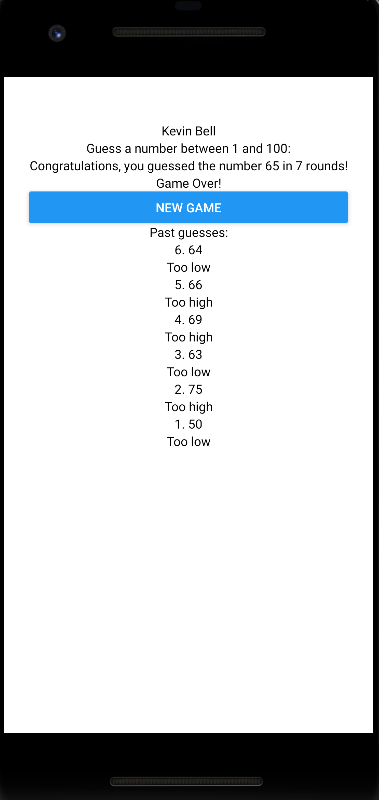 Kevin Bell
Guess a number between 1 and 100:
Congratulations, you guessed the number 65 in 7 rounds!
Game Over!
NEW GAME
Past guesses:
6. 64
Too low
5. 66
Too high
4. 69
Too high
3. 63
Too low
2. 75
Too high
1. 50
Too low